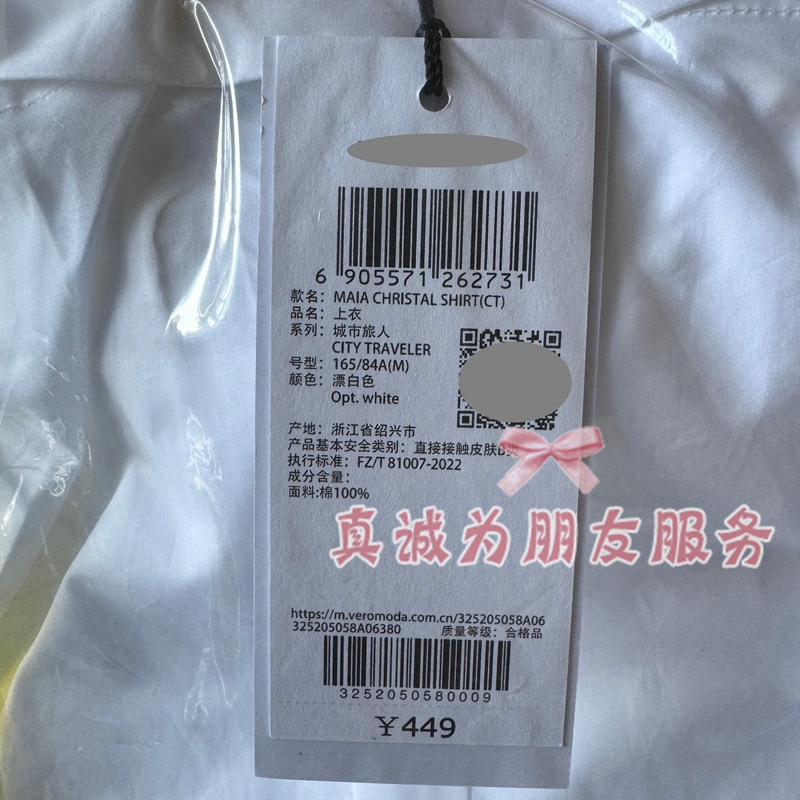 6 905571 262731
款名：MAIA CHRISTAL SHIRT(CT)
品名：上衣
系列：城市旅人
CITY TRAVELER
号型：165/84A(M)
颜色：漂白色
Opt. white
产地：浙江省绍兴市
产品基本安全类别：直接接触皮肤B类
执行标准：FZ/T 81007-2022
成分含量：
面料:棉100%
真诚为朋友服务
https://m.veromoda.com.cn/325205058A06
325205058A06380 质量等级：合格品
3252050580009
￥449